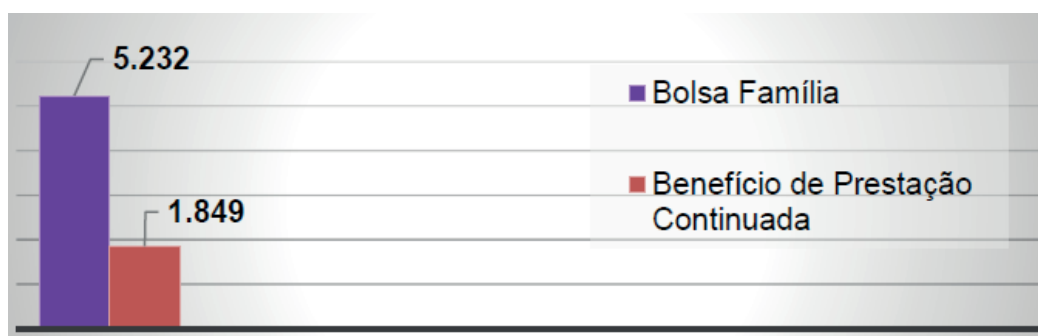 5.232
Bolsa Família
1.849
Benefício de Prestação
Continuada